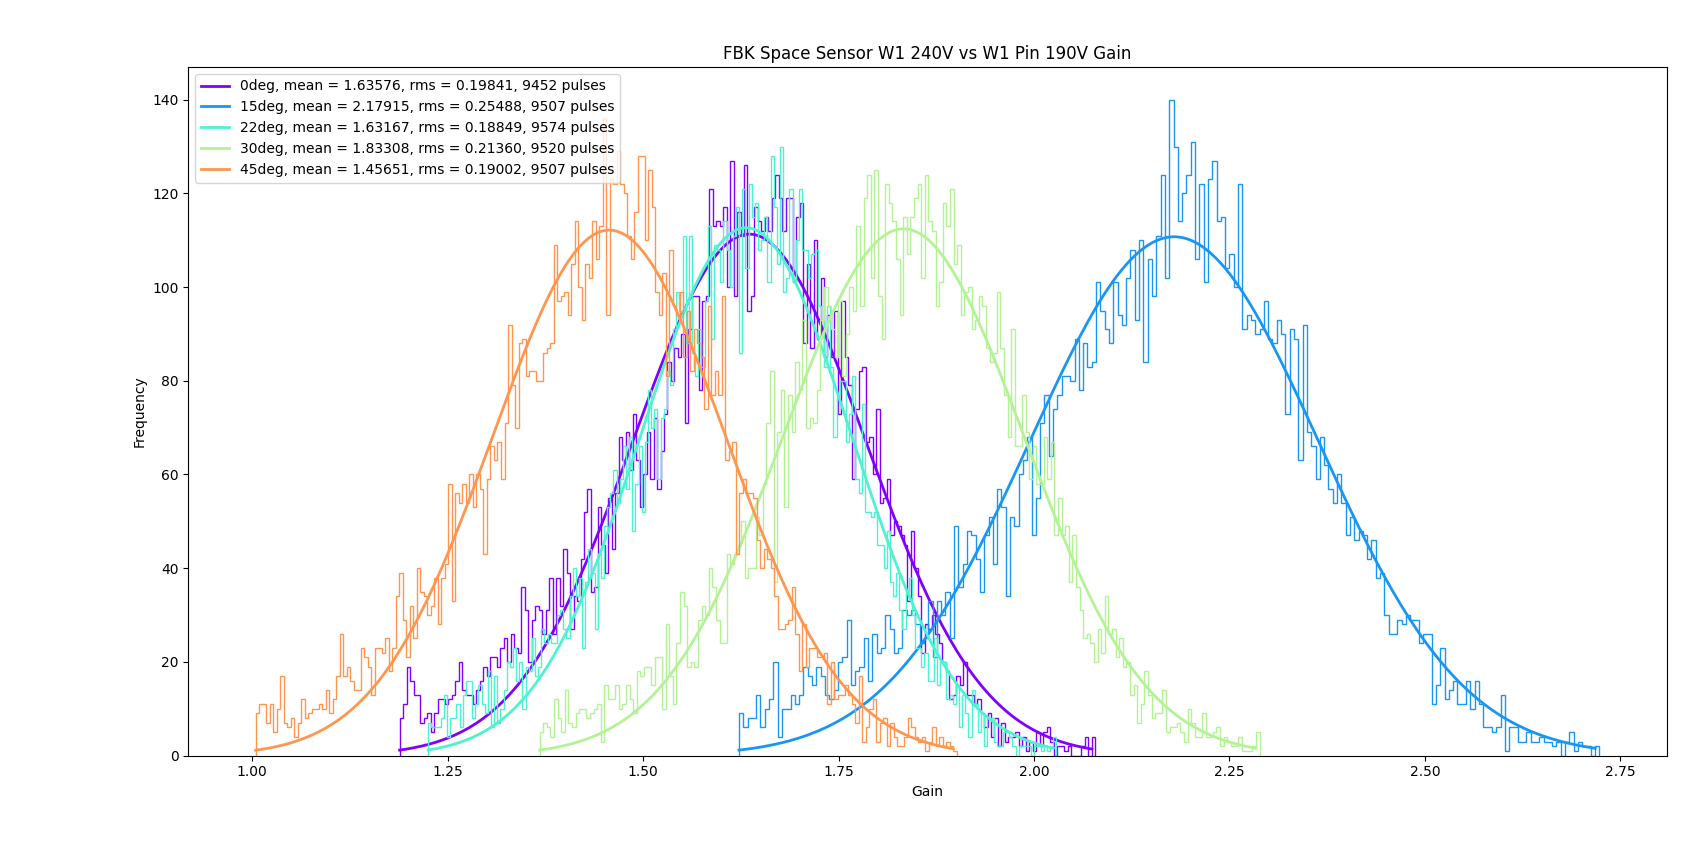 FBK Space Sensor W1 240V vs W1 Pin 190V Gain
0deg, mean = 1.63576, rms = 0.19841, 9452 pulses
15deg, mean = 2.17915, rms = 0.25488, 9507 pulses
22deg, mean = 1.63167, rms = 0.18849, 9574 pulses
30deg, mean = 1.83308, rms = 0.21360, 9520 pulses
45deg, mean = 1.45651, rms = 0.19002, 9507 pulses
140
120
100
80
60
40
20
0
Frequency
1.00 1.25 1.50 1.75 2.00 2.25 2.50 2.75
Gain